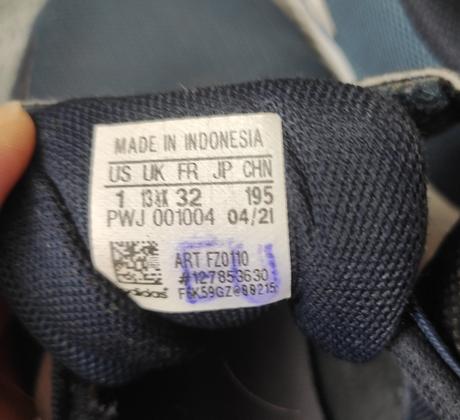 MADE IN INDONESIA
US UK FR JP CHN
1 13½K 32 195
PWJ 001004 04/21
ART FZ0110
#127853630
adidas